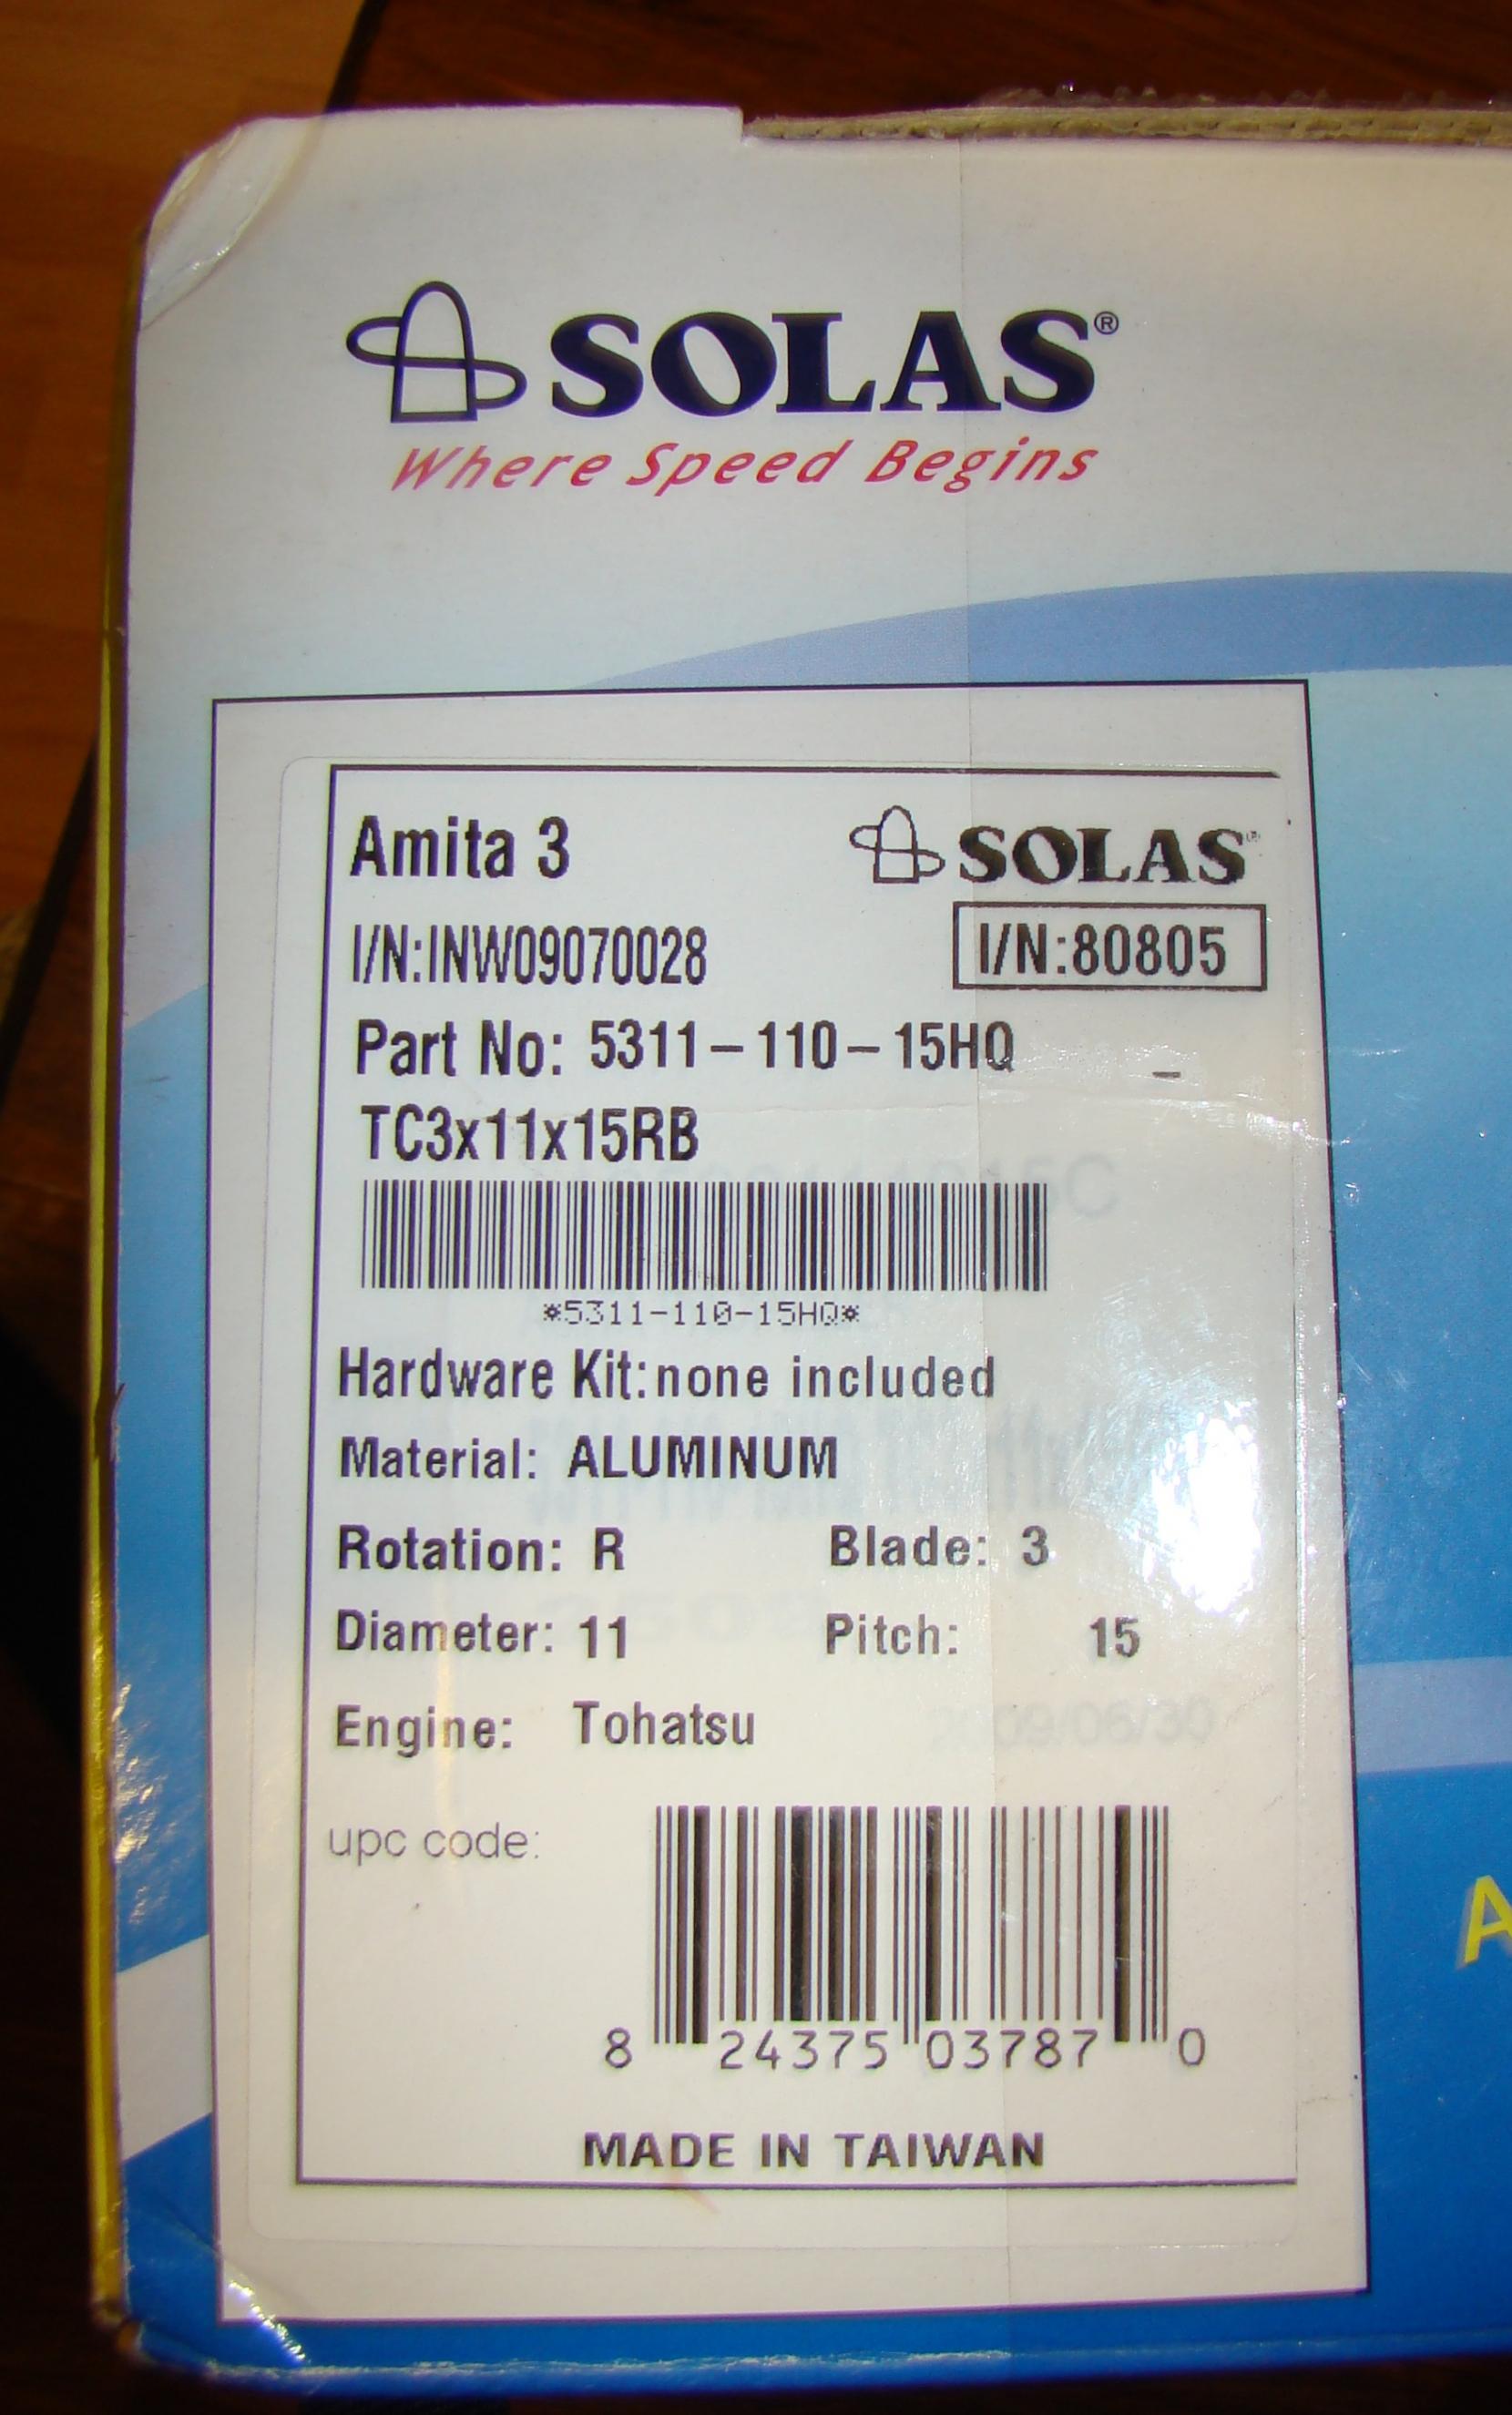 SOLAS®
Where Speed Begins
Amita 3
SOLAS®
I/N:INW09070028
I/N:80805
Part No: 5311-110-15HQ
TC3x11x15RB
*5311-110-15HQ*
Hardware Kit: none included
Material: ALUMINUM
Rotation: R Blade: 3
Diameter: 11 Pitch: 15
Engine: Tohatsu
upc code:
8 24375 03787 0
MADE IN TAIWAN
A